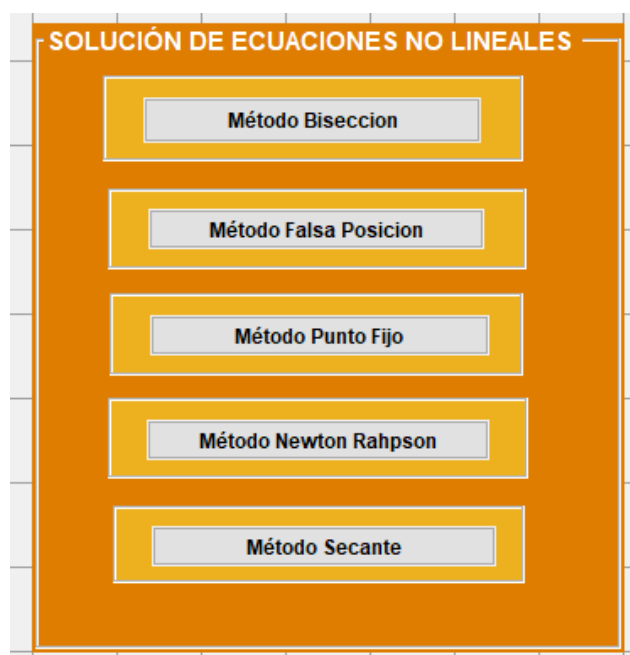 SOLUCIÓN DE ECUACIONES NO LINEALES
Método Biseccion
Método Falsa Posicion
Método Punto Fijo
Método Newton Rahpson
Método Secante